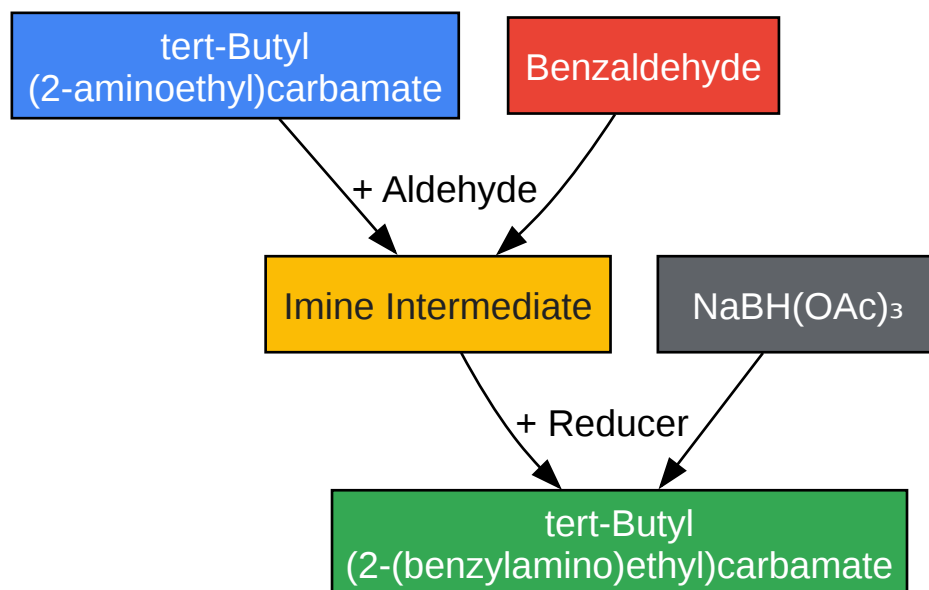 tert-Butyl
(2-aminoethyl)carbamate
Benzaldehyde
+ Aldehyde
Imine Intermediate
NaBH(OAc)₃
+ Reducer
tert-Butyl
(2-(benzylamino)ethyl)carbamate